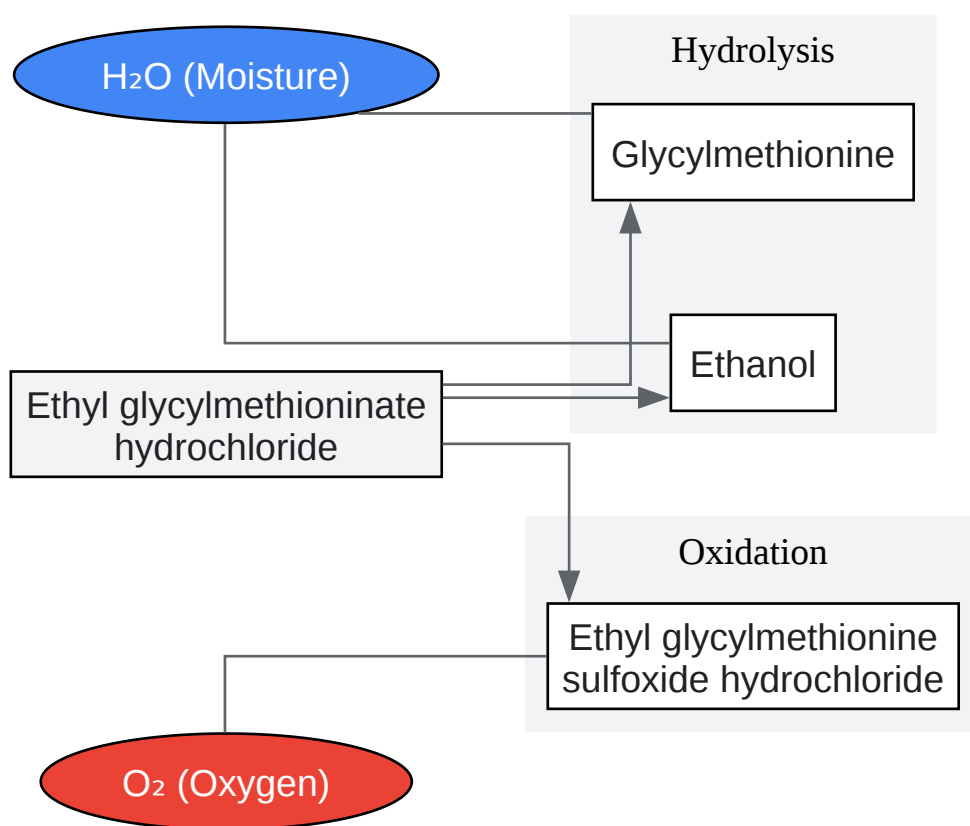 H₂O (Moisture)
Hydrolysis
Glycylmethionine
Ethanol
Ethyl glycylmethioninate
hydrochloride
Oxidation
Ethyl glycylmethionine
sulfoxide hydrochloride
O₂ (Oxygen)